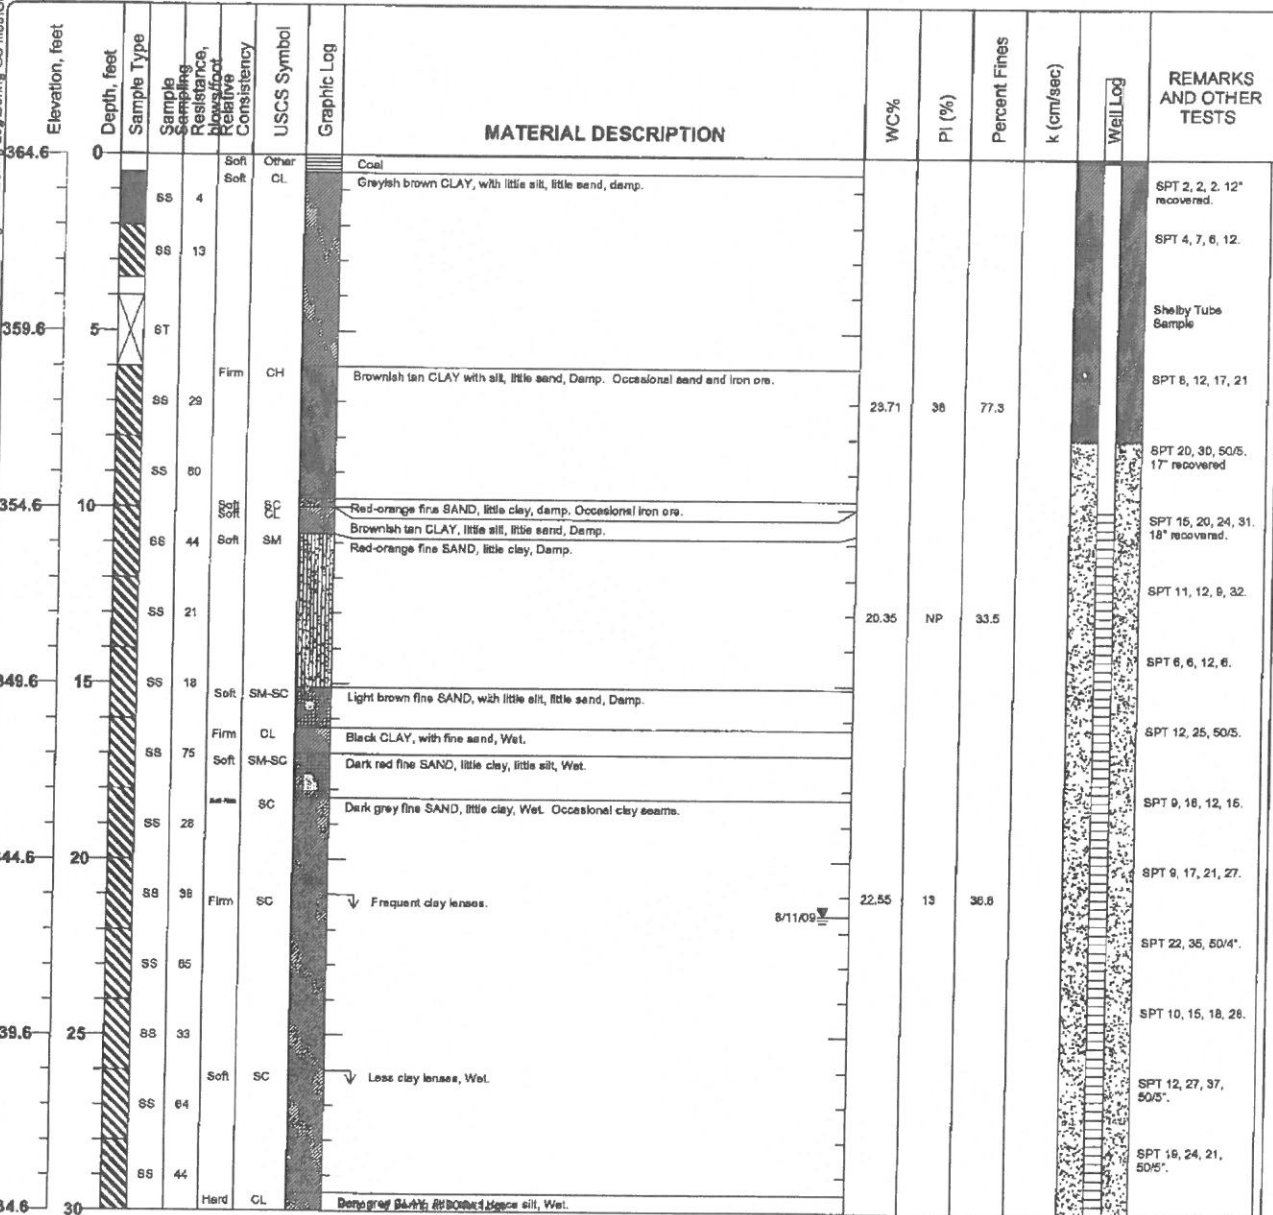 Elevation, feet
Depth, feet
Sample Type
Sample
Sampling
Resistance,
blows/foot
Relative
Consistency
USCS Symbol
Graphic Log
MATERIAL DESCRIPTION
WC%
PI (%)
Percent Fines
k (cm/sec)
Well Log
REMARKS
AND OTHER
TESTS
364.6 0
Soft Other Coal
Soft CL Greyish brown CLAY, with little silt, little sand, damp.
SS 4 SPT 2, 2, 2. 12"
recovered.
SS 13 SPT 4, 7, 6, 12.
359.6 5 ST Shelby Tube
Sample
Firm CH Brownish tan CLAY with silt, little sand, Damp. Occasional sand and iron ore.
SS 29 23.71 38 77.3 SPT 8, 12, 17, 21
SS 80 SPT 20, 30, 50/5.
17" recovered
354.6 10 Soft SC Red-orange fine SAND, little clay, damp. Occasional iron ore.
Soft CL Brownish tan CLAY, little silt, little sand, Damp.
SS 44 Soft SM Red-orange fine SAND, little clay, Damp.
SPT 15, 20, 24, 31.
18" recovered.
SS 21 20.35 NP 33.5 SPT 11, 12, 9, 32.
349.6 15 SS 18 SPT 6, 6, 12, 6.
Soft SM-SC Light brown fine SAND, with little silt, little sand, Damp.
Firm CL Black CLAY, with fine sand, Wet.
SS 75 SPT 12, 25, 50/5.
Soft SM-SC Dark red fine SAND, little clay, little silt, Wet.
SC Dark grey fine SAND, little clay, Wet. Occasional clay seams.
SS 28 SPT 9, 16, 12, 15.
44.6 20
SS 38 Firm SC Frequent clay lenses. 22.55 13 36.8 SPT 9, 17, 21, 27.
8/11/09
SS 85 SPT 22, 35, 50/4".
39.6 25 SS 33 SPT 10, 15, 18, 26.
Soft SC Less clay lenses, Wet.
SS 64 SPT 12, 27, 37,
50/5".
SS 44 SPT 19, 24, 21,
50/5".
34.6 30 Hard CL silt, Wet.